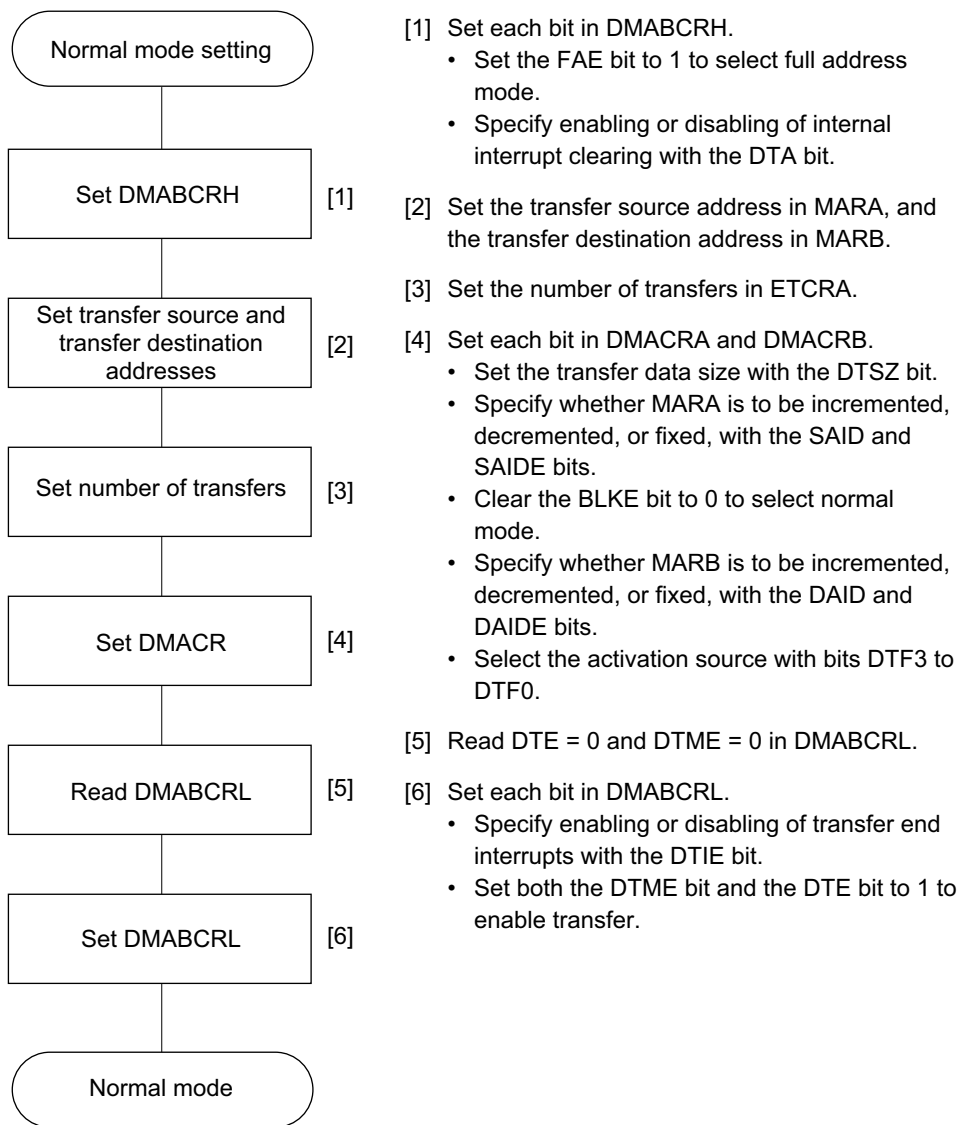 Normal mode setting
Set DMABCRH
[1]
Set transfer source and
transfer destination
addresses
[2]
Set number of transfers
[3]
Set DMACR
[4]
Read DMABCRL
[5]
Set DMABCRL
[6]
Normal mode
[1] Set each bit in DMABCRH.
• Set the FAE bit to 1 to select full address
mode.
• Specify enabling or disabling of internal
interrupt clearing with the DTA bit.
[2] Set the transfer source address in MARA, and
the transfer destination address in MARB.
[3] Set the number of transfers in ETCRA.
[4] Set each bit in DMACRA and DMACRB.
• Set the transfer data size with the DTSZ bit.
• Specify whether MARA is to be incremented,
decremented, or fixed, with the SAID and
SAIDE bits.
• Clear the BLKE bit to 0 to select normal
mode.
• Specify whether MARB is to be incremented,
decremented, or fixed, with the DAID and
DAIDE bits.
• Select the activation source with bits DTF3 to
DTF0.
[5] Read DTE = 0 and DTME = 0 in DMABCRL.
[6] Set each bit in DMABCRL.
• Specify enabling or disabling of transfer end
interrupts with the DTIE bit.
• Set both the DTME bit and the DTE bit to 1 to
enable transfer.